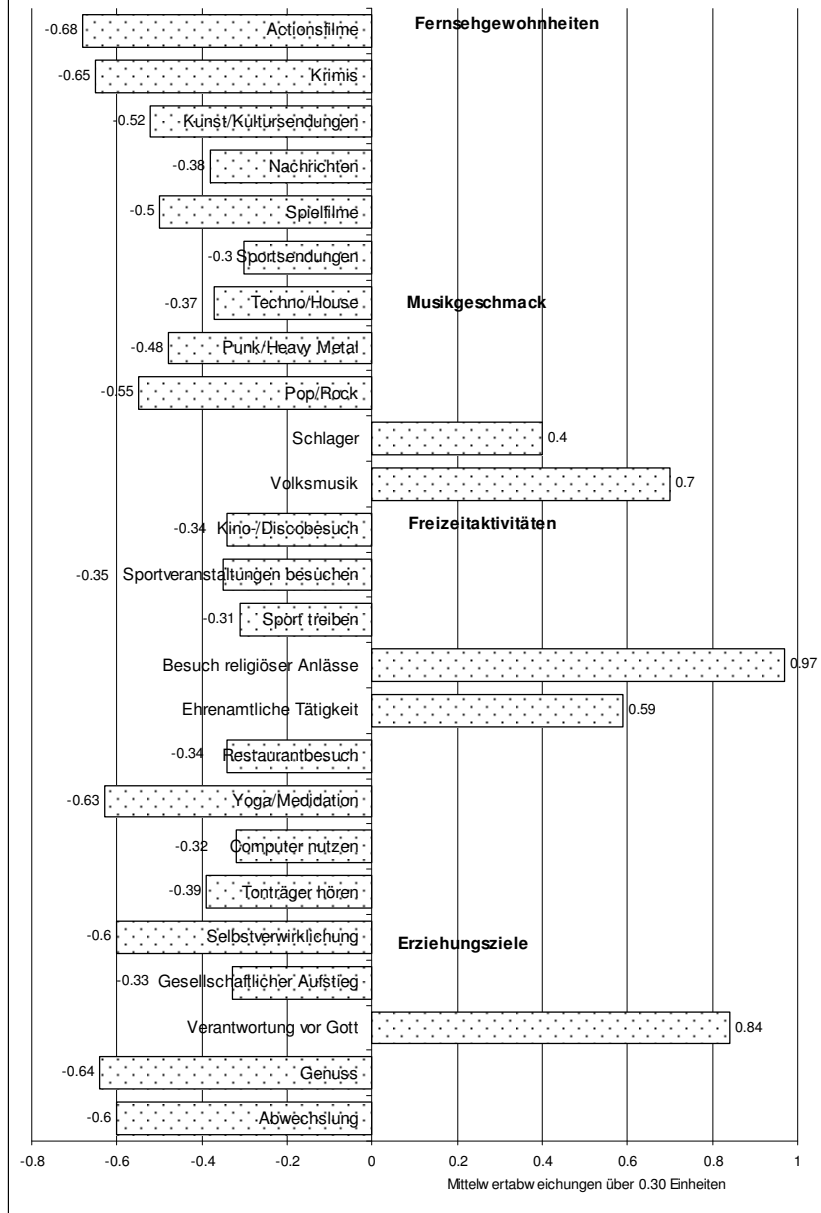 Fernsehgewohnheiten
-0.68 Actionsfilme
-0.65 Krimis
-0.52 Kunst/Kultursendungen
-0.38 Nachrichten
-0.5 Spielfilme
-0.3 Sportsendungen
Musikgeschmack
-0.37 Techno/House
-0.48 Punk/Heavy Metal
-0.55 Pop/Rock
Schlager 0.4
Volksmusik 0.7
Freizeitaktivitäten
-0.34 Kino-/Discobesuch
-0.35 Sportveranstaltungen besuchen
-0.31 Sport treiben
Besuch religiöser Anlässe 0.97
Ehrenamtliche Tätigkeit 0.59
-0.34 Restaurantbesuch
-0.63 Yoga/Medidation
-0.32 Computer nutzen
-0.39 Tonträger hören
Erziehungsziele
-0.6 Selbstverwirklichung
-0.33 Gesellschaftlicher Aufstieg
Verantwortung vor Gott 0.84
-0.64 Genuss
-0.6 Abwechslung
-0.8 -0.6 -0.4 -0.2 0 0.2 0.4 0.6 0.8 1
Mittelwertabweichungen über 0.30 Einheiten